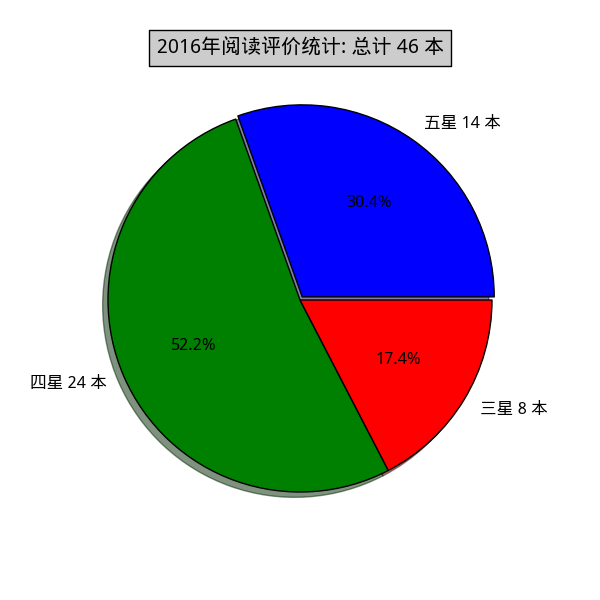 2016年阅读评价统计: 总计 46 本
五星 14 本
30.4%
52.2%
17.4%
四星 24 本
三星 8 本